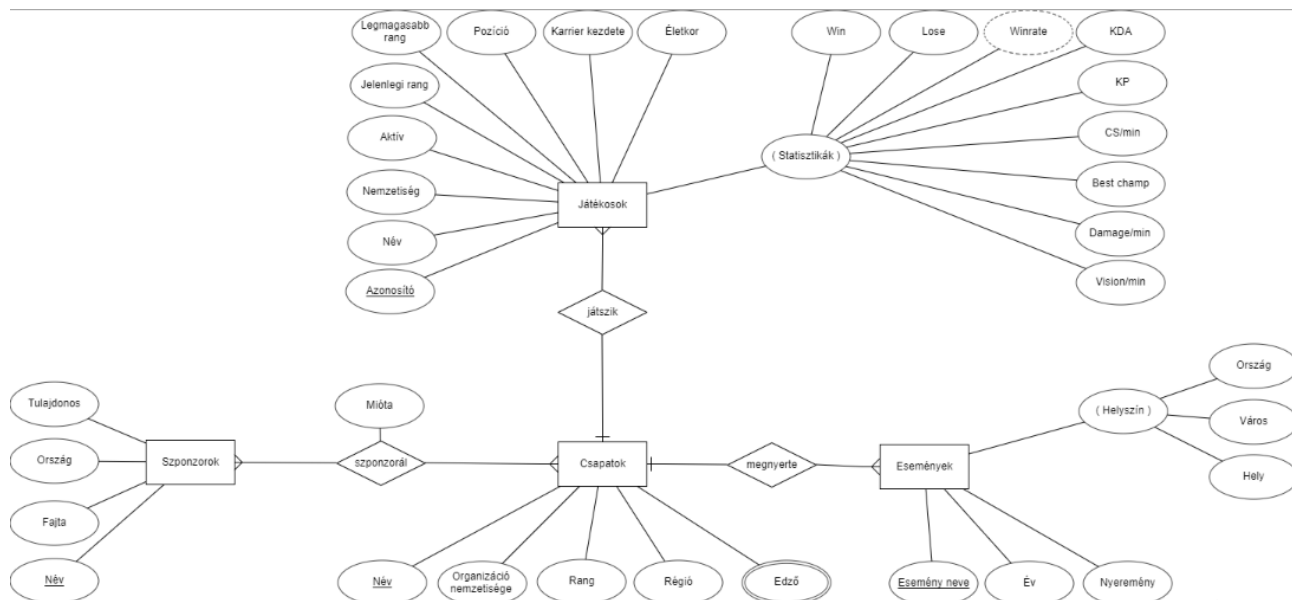 Legmagasabb
rang
Pozíció
Karrier kezdete
Életkor
Win
Lose
Winrate
KDA
Jelenlegi rang
KP
Aktív
CS/min
( Statisztikák )
Nemzetiség
Best champ
Játékosok
Név
Damage/min
Azonosító
Vision/min
játszik
Ország
Tulajdonos
Mióta
( Helyszín )
Város
Ország
Szponzorok
szponzorál
Csapatok
megnyerte
Események
Hely
Fajta
Név
Név
Organizáció
nemzetisége
Rang
Régió
Edző
Esemény neve
Év
Nyeremény